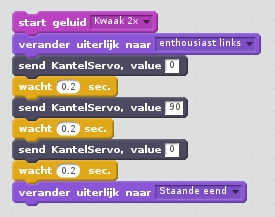 start geluid Kwaak 2x
verander uiterlijk naar enthousiast links
send KantelServo, value 0
wacht 0.2 sec.
send KantelServo, value 90
wacht 0.2 sec.
send KantelServo, value 0
wacht 0.2 sec.
verander uiterlijk naar Staande eend